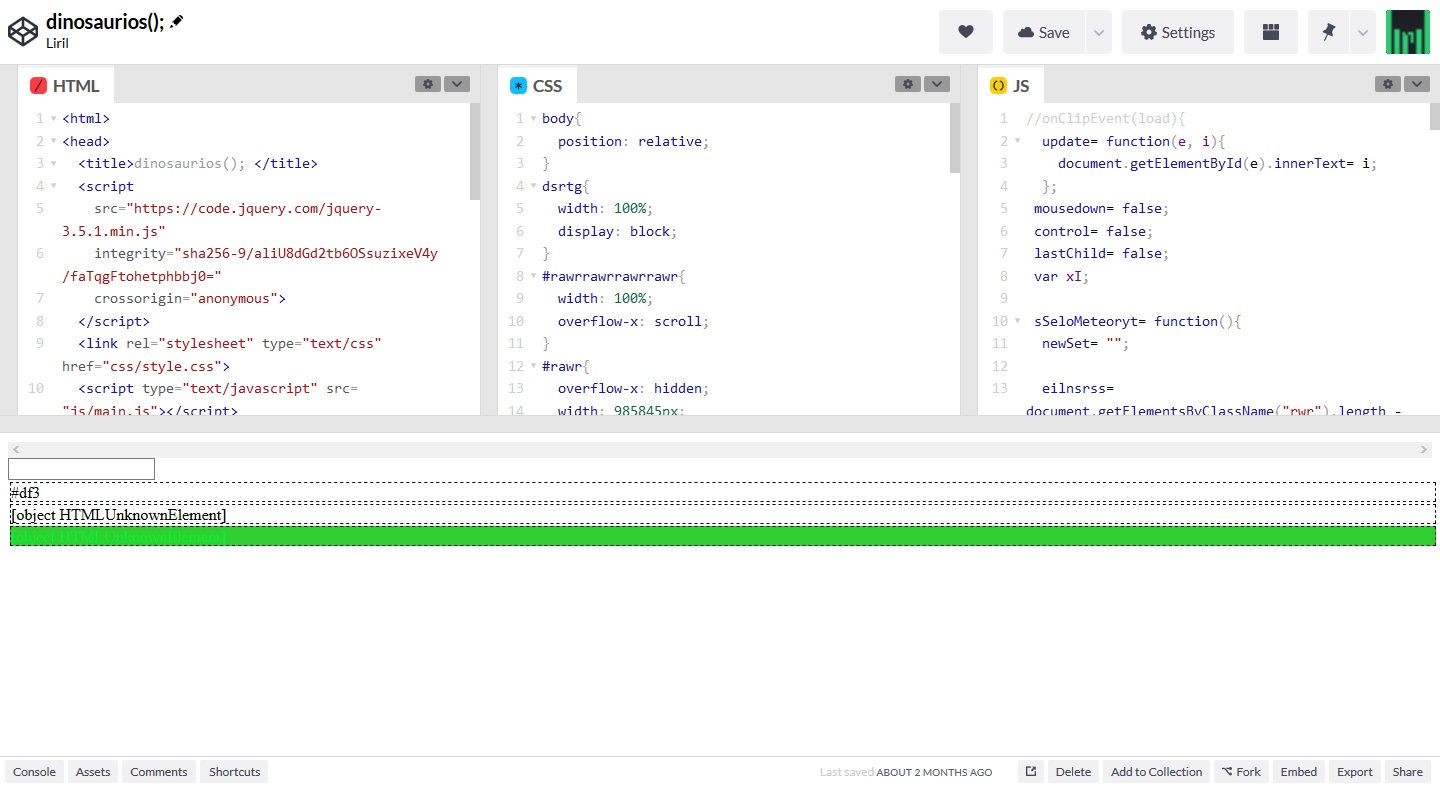 dinosaurios();
Liril
Save
Settings
HTML
1 <html>
2 <head>
3 <title>dinosaurios(); </title>
4 <script
5 src="https://code.jquery.com/jquery-
3.5.1.min.js"
6 integrity="sha256-9/aliU8dGd2tb6OSsuzixeV4y
/faTqgFtohetphbbj0="
7 crossorigin="anonymous">
8 </script>
9 <link rel="stylesheet" type="text/css"
href="css/style.css">
10 <script type="text/javascript" src=
"js/main.js"></script>
CSS
1 body{
2 position: relative;
3 }
4 dsrtg{
5 width: 100%;
6 display: block;
7 }
8 #rawrrawrrawrrawr{
9 width: 100%;
10 overflow-x: scroll;
11 }
12 #rawr{
13 overflow-x: hidden;
14 width: 985845px;
JS
1 //onClipEvent(load){
2 update= function(e, i){
3 document.getElementById(e).innerText= i;
4 };
5 mousedown= false;
6 control= false;
7 lastChild= false;
8 var xI;
9
10 sSeloMeteoryt= function(){
11 newSet= "";
12
13 eilnsrss=
document.getElementsByClassName("rwr").length -
#df3
[object HTMLUnknownElement]
[object HTMLUnknownElement]
Console
Assets
Comments
Shortcuts
Last saved ABOUT 2 MONTHS AGO
Delete
Add to Collection
Fork
Embed
Export
Share